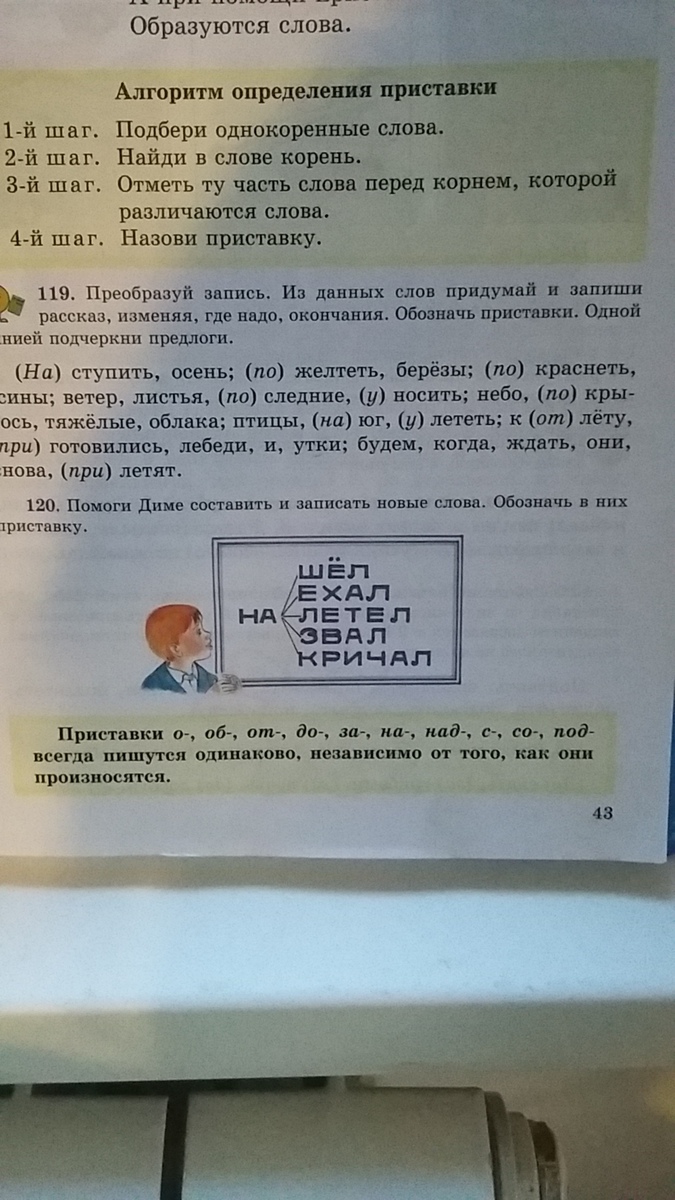 Образуются слова.
Алгоритм определения приставки
1-й шаг. Подбери однокоренные слова.
2-й шаг. Найди в слове корень.
3-й шаг. Отметь ту часть слова перед корнем, которой
различаются слова.
4-й шаг. Назови приставку.
119. Преобразуй запись. Из данных слов придумай и запиши
рассказ, изменяя, где надо, окончания. Обозначь приставки. Одной
нией подчеркни предлоги.
(На) ступить, осень; (по) желтеть, берёзы; (по) краснеть,
сины; ветер, листья, (по) следние, (у) носить; небо, (по) кры-
ось, тяжёлые, облака; птицы, (на) юг, (у) лететь; к (от) лёту,
при) готовились, лебеди, и, утки; будем, когда, ждать, они,
нова, (при) летят.
120. Помоги Диме составить и записать новые слова. Обозначь в них
приставку.
ШЁЛ
ЕХАЛ
НА ЛЕТЕЛ
ЗВАЛ
КРИЧАЛ
Приставки о-, об-, от-, до-, за-, на-, над-, с-, со-, под-
всегда пишутся одинаково, независимо от того, как они
произносятся.
43